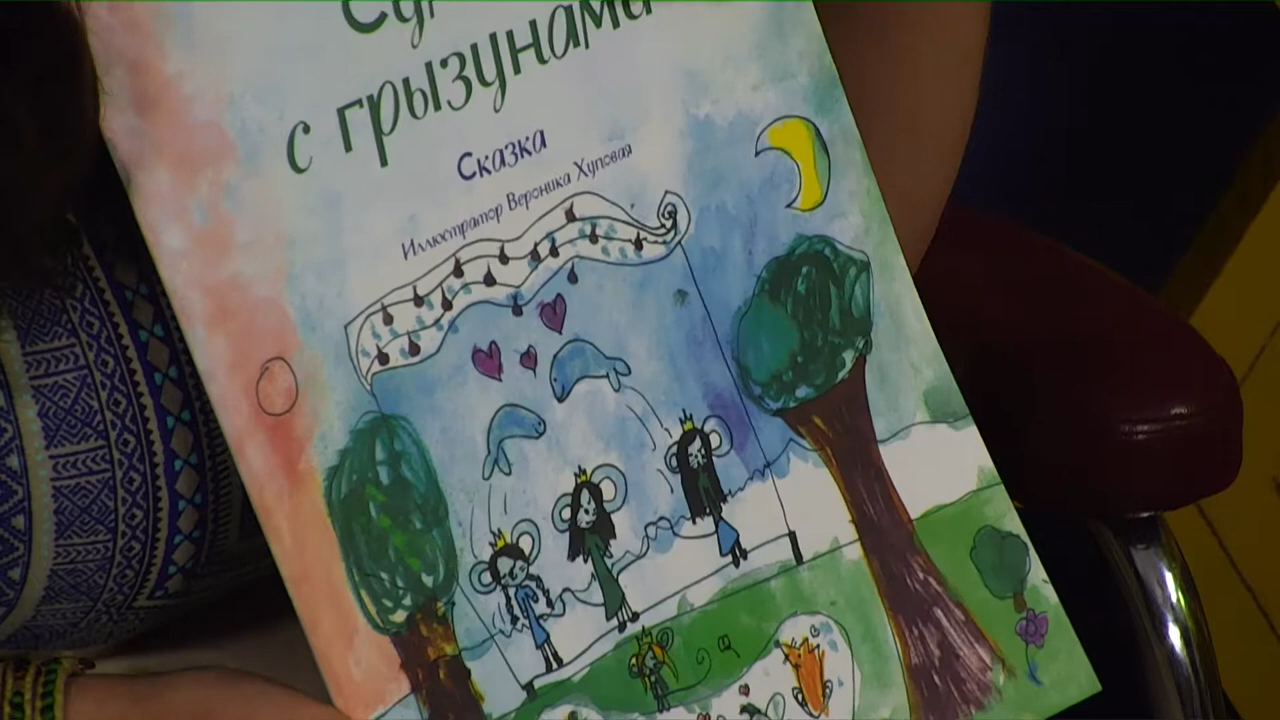 с грызунами
Сказка
Иллюстратор Вероника Хуповая